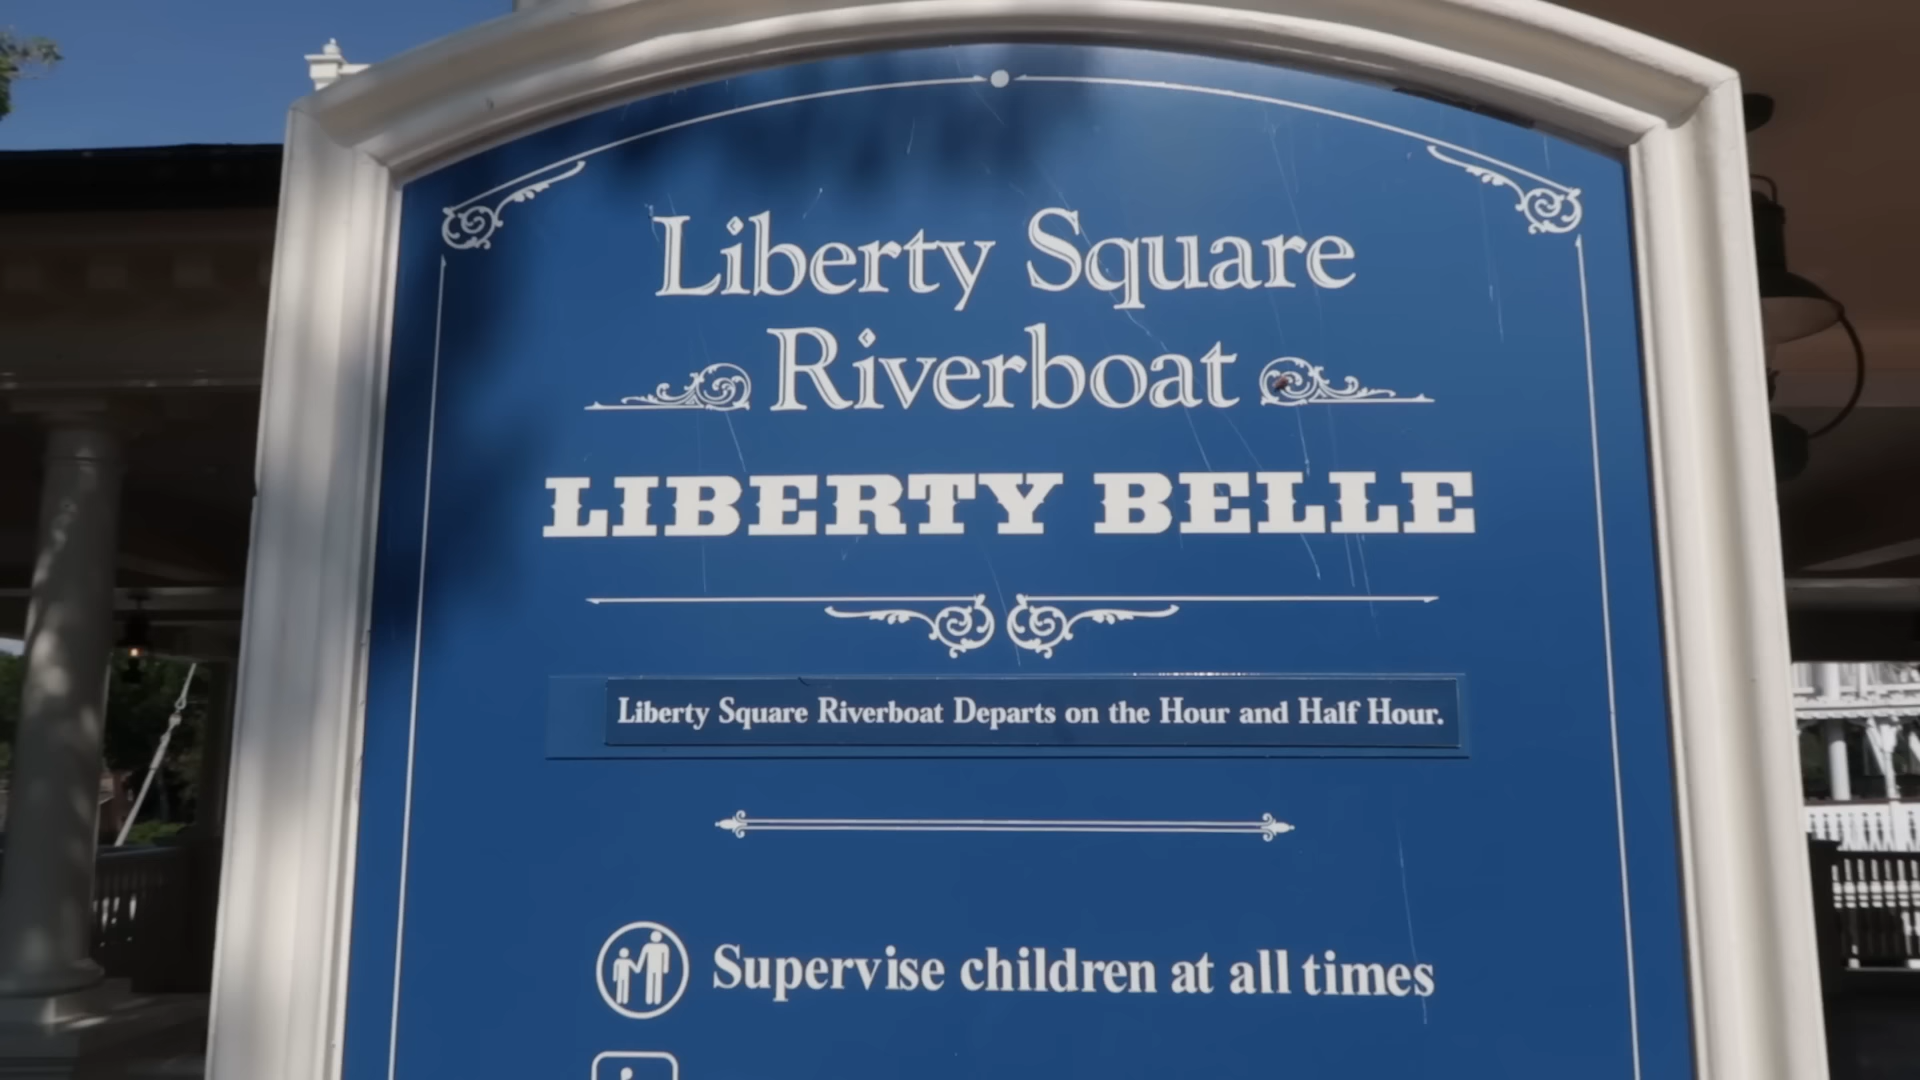 Liberty Square
Riverboat
LIBERTY BELLE
Liberty Square Riverboat Departs on the Hour and Half Hour.
Supervise children at all times